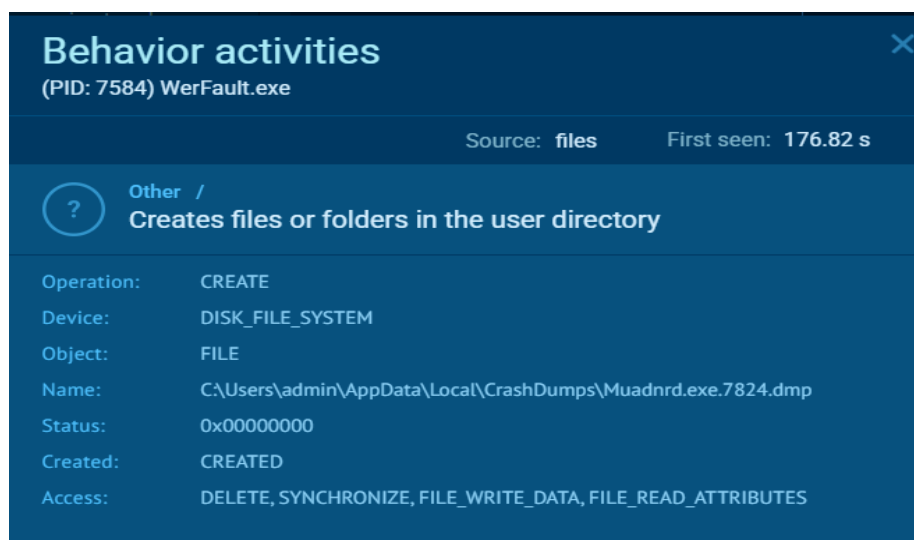 Behavior activities
(PID: 7584) WerFault.exe
Source: files First seen: 176.82 s
?
Other /
Creates files or folders in the user directory
Operation: CREATE
Device: DISK_FILE_SYSTEM
Object: FILE
Name: C:\Users\admin\AppData\Local\CrashDumps\Muadnrd.exe.7824.dmp
Status: 0x00000000
Created: CREATED
Access: DELETE, SYNCHRONIZE, FILE_WRITE_DATA, FILE_READ_ATTRIBUTES